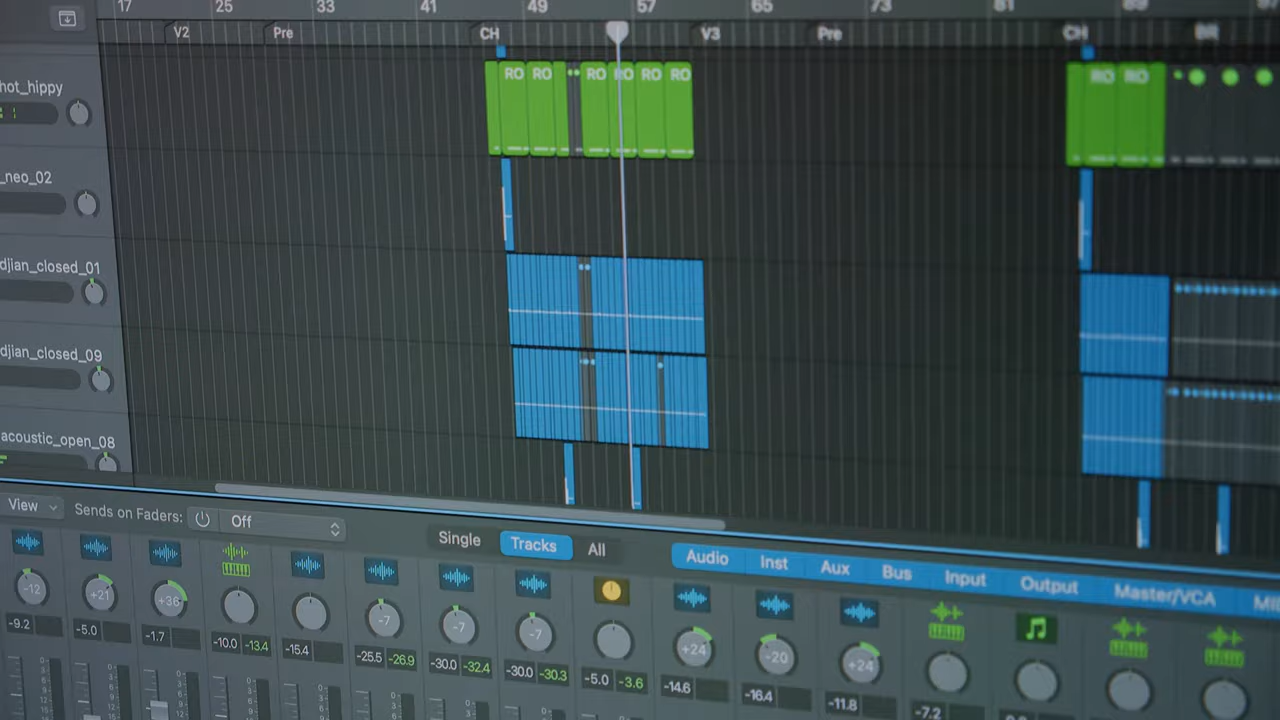 17 25 33 41 49 57 65 73 81
V2 Pre CH V3 Pre CH BR
hot_hippy
RO RO RO RO RO RO RO RO
_neo_02
djian_closed_01
djian_closed_09
acoustic_open_08
View Sends on Faders: Off
Single Tracks All
Audio Inst Aux Bus Input Output Master/VCA
-12 +21 +36 -7 -7 -7 +24 -20 +24
-9.2 -5.0 -1.7 -10.0 -13.4 -15.4 -25.5 -26.9 -30.0 -32.4 -30.0 -30.3 -5.0 -3.6 -14.6 -16.4 -11.8 -7.2